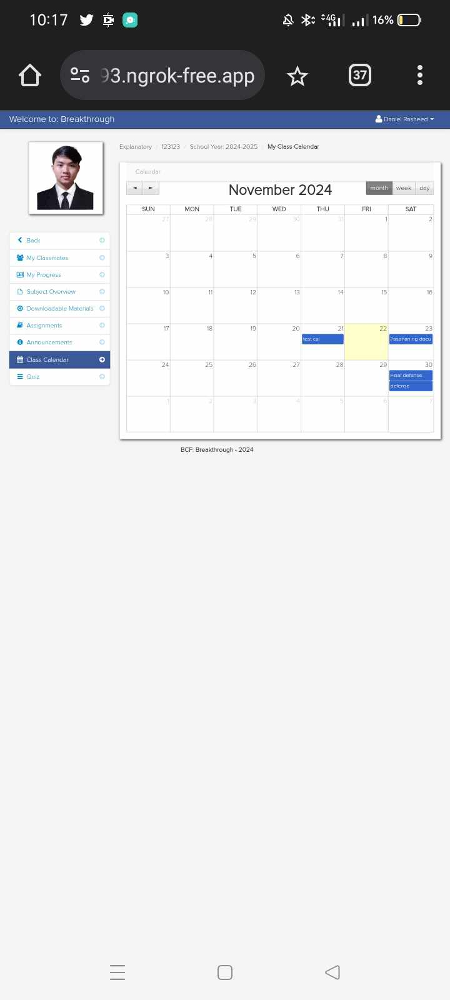 10:17 4G 16%
93.ngrok-free.app 37
Welcome to: Breakthrough Daniel Rasheed
Explanatory / 123123 / School Year: 2024-2025 / My Class Calendar
Calendar
◄ ► November 2024 month week day
SUN MON TUE WED THU FRI SAT
27 28 29 30 31 1 2
3 4 5 6 7 8 9
10 11 12 13 14 15 16
17 18 19 20 21 22 23
test cal Pasahan ng docu
24 25 26 27 28 29 30
Final defense
defense
1 2 3 4 5 6 7
Back
My Classmates
My Progress
Subject Overview
Downloadable Materials
Assignments
Announcements
Class Calendar
Quiz
BCF: Breakthrough - 2024